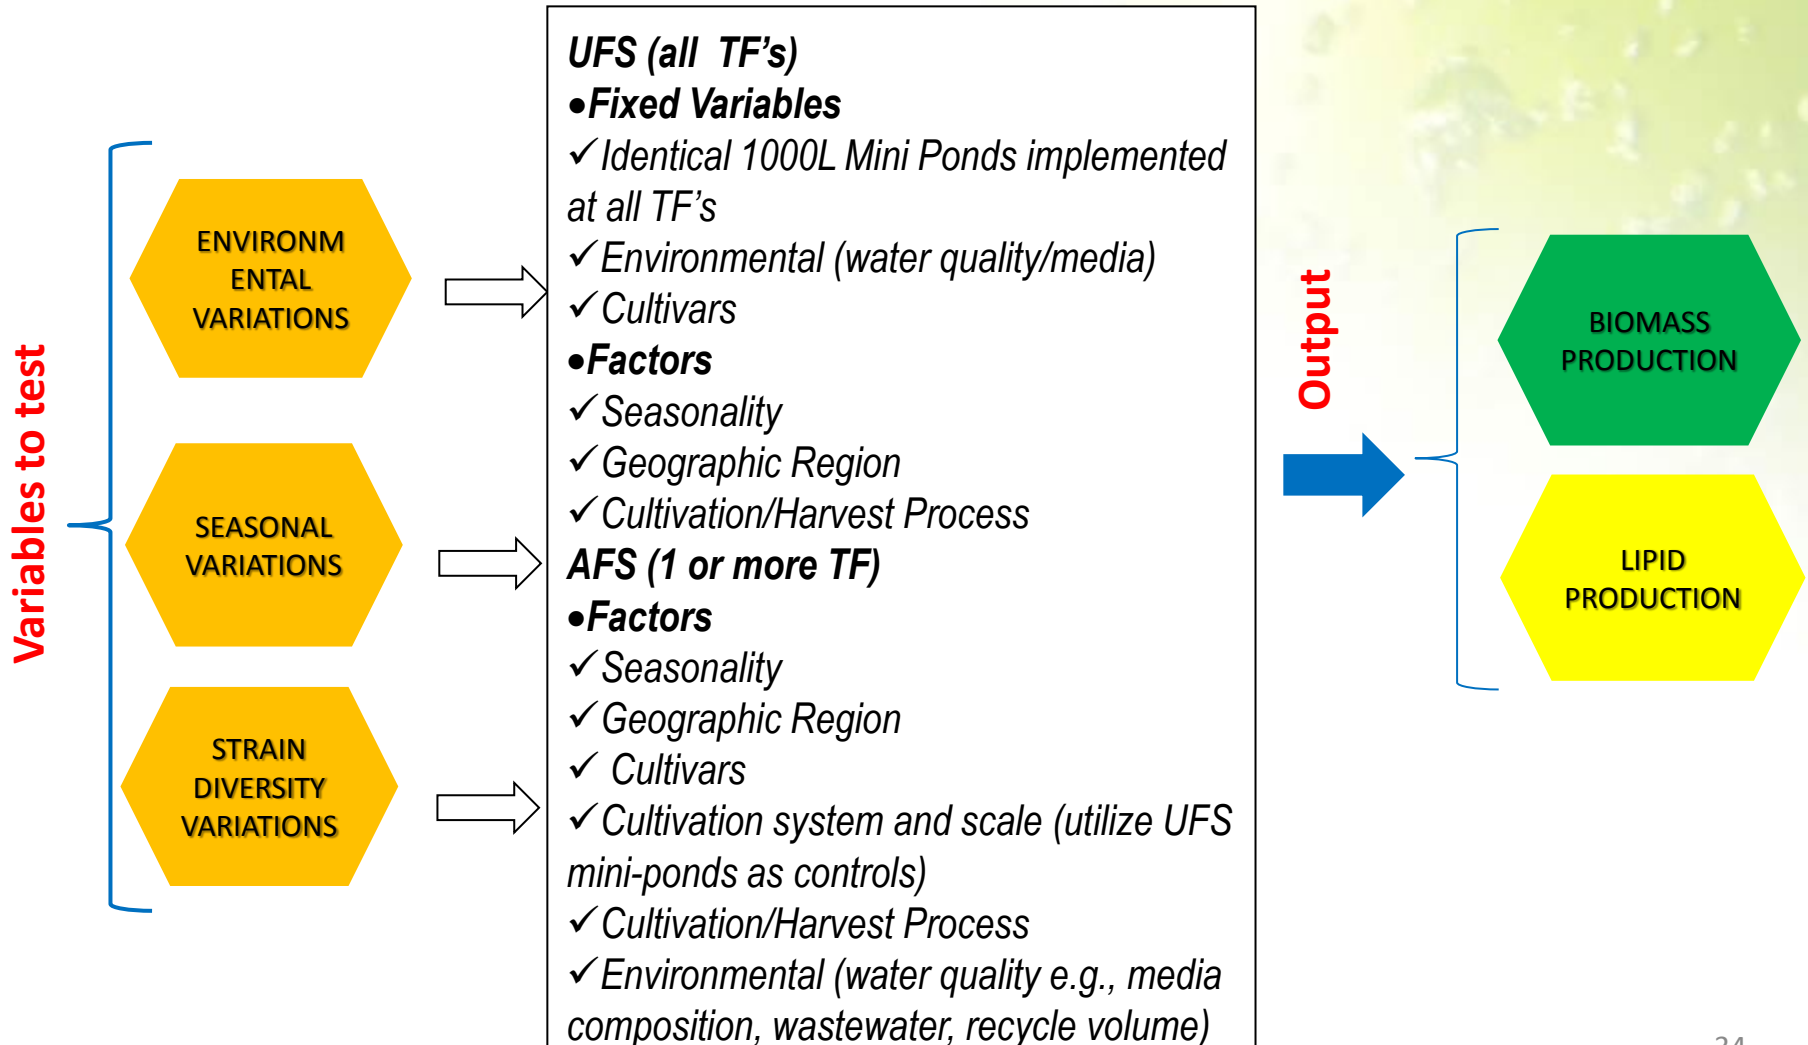 Variables to test
ENVIRONM
ENTAL
VARIATIONS
SEASONAL
VARIATIONS
STRAIN
DIVERSITY
VARIATIONS
UFS (all TF's)
•Fixed Variables
✓Identical 1000L Mini Ponds implemented
at all TF's
✓Environmental (water quality/media)
✓Cultivars
•Factors
✓Seasonality
✓Geographic Region
✓Cultivation/Harvest Process
AFS (1 or more TF)
•Factors
✓Seasonality
✓Geographic Region
✓ Cultivars
✓Cultivation system and scale (utilize UFS
mini-ponds as controls)
✓Cultivation/Harvest Process
✓Environmental (water quality e.g., media
composition, wastewater, recycle volume)
Output
BIOMASS
PRODUCTION
LIPID
PRODUCTION